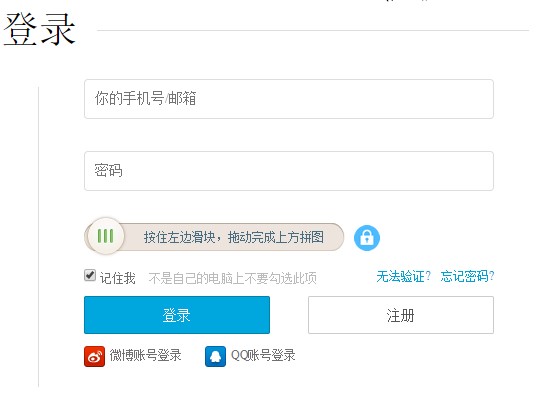 登录
你的手机号/邮箱
密码
按住左边滑块，拖动完成上方拼图
记住我 不是自己的电脑上不要勾选此项 无法验证? 忘记密码?
登录 注册
微博账号登录 QQ账号登录